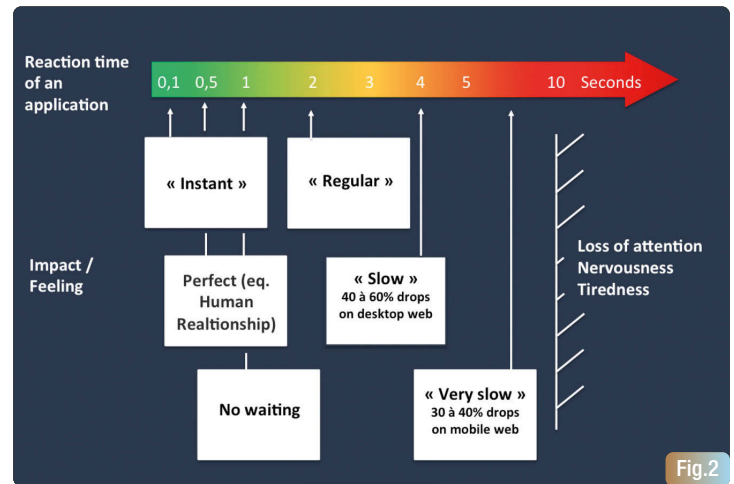 Reaction time
of an
application
0,1 0,5 1 2 3 4 5 10 Seconds
« Instant »
« Regular »
Impact /
Feeling
Perfect (eq.
Human
Realtionship)
« Slow »
40 à 60% drops
on desktop web
Loss of attention
Nervousness
Tiredness
No waiting
« Very slow »
30 à 40% drops
on mobile web
Fig.2